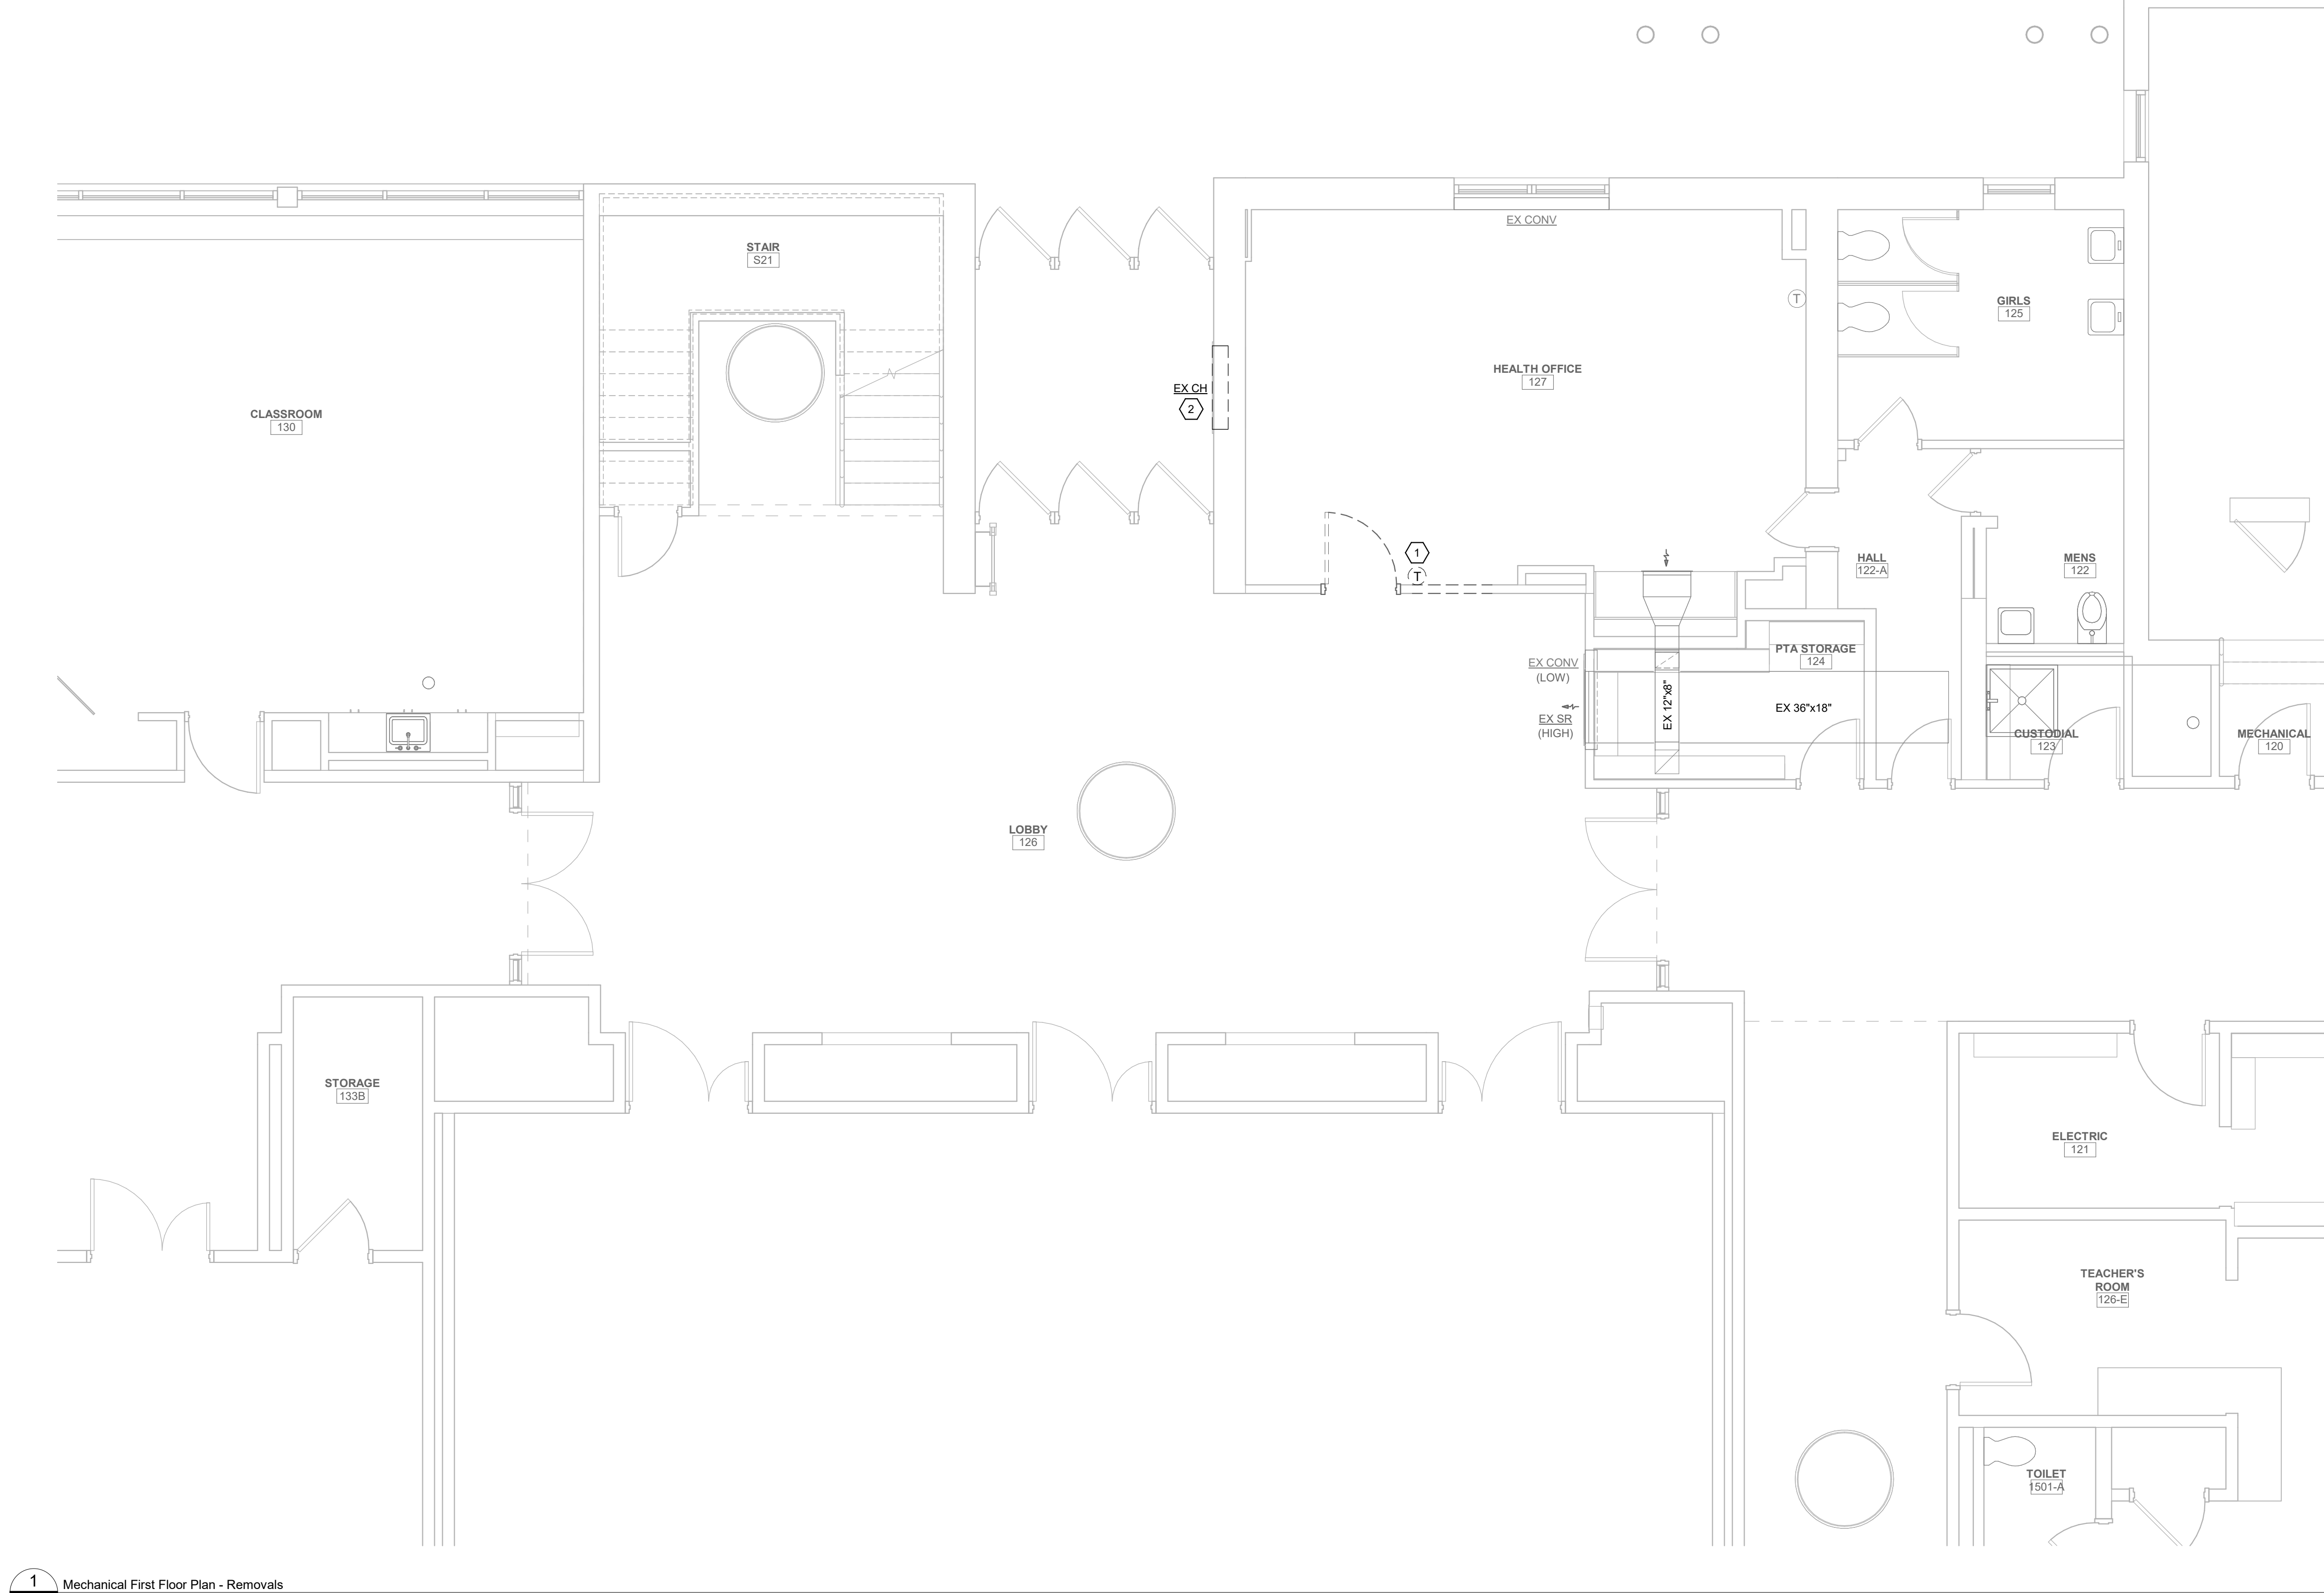 EX CONV
STAIR
S21
T
GIRLS
125
HEALTH OFFICE
127
EX CH
2
CLASSROOM
130
1
T
HALL
122-A
MENS
122
EX CONV
(LOW)
PTA STORAGE
124
EX 12"x8"
EX 36"x18"
EX SR
(HIGH)
CUSTODIAL
123
MECHANICAL
120
LOBBY
126
STORAGE
133B
ELECTRIC
121
TEACHER'S
ROOM
126-E
TOILET
1501-A
1
Mechanical First Floor Plan - Removals